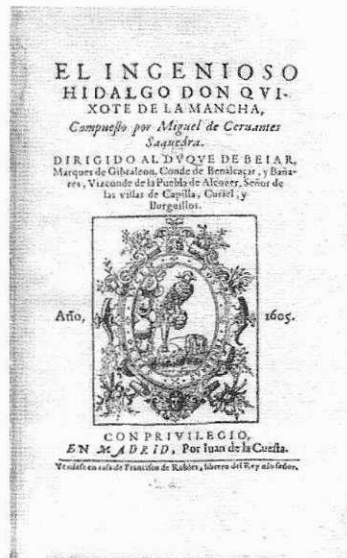 EL INGENIOSO
HIDALGO DON QVI-
XOTE DE LA MANCHA,
Compuesto por Miguel de Ceruantes
Saauedra.
DIRIGIDO AL DVQVE DE BEIAR,
Marques de Gibraleon, Conde de Benalcaçar, y Baña-
res, Vizconde de la Puebla de Alcozer, Señor de
las villas de Capilla, Curiel, y
Burguillos.
Año, 1605.
CON PRIVILEGIO,
EN MADRID, Por Iuan de la Cuesta.
Vendese en casa de Francisco de Robles, librero del Rey nro señor.